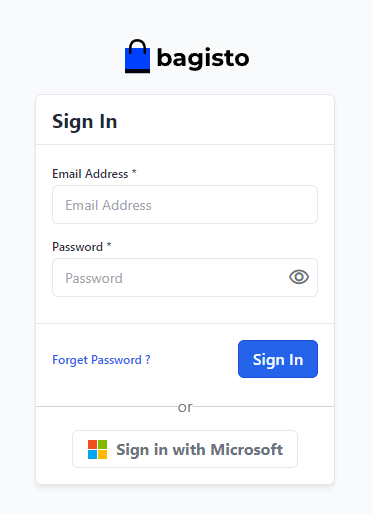 bagisto
Sign In
Email Address *
Email Address
Password *
Password
Forget Password ?
Sign In
or
Sign in with Microsoft